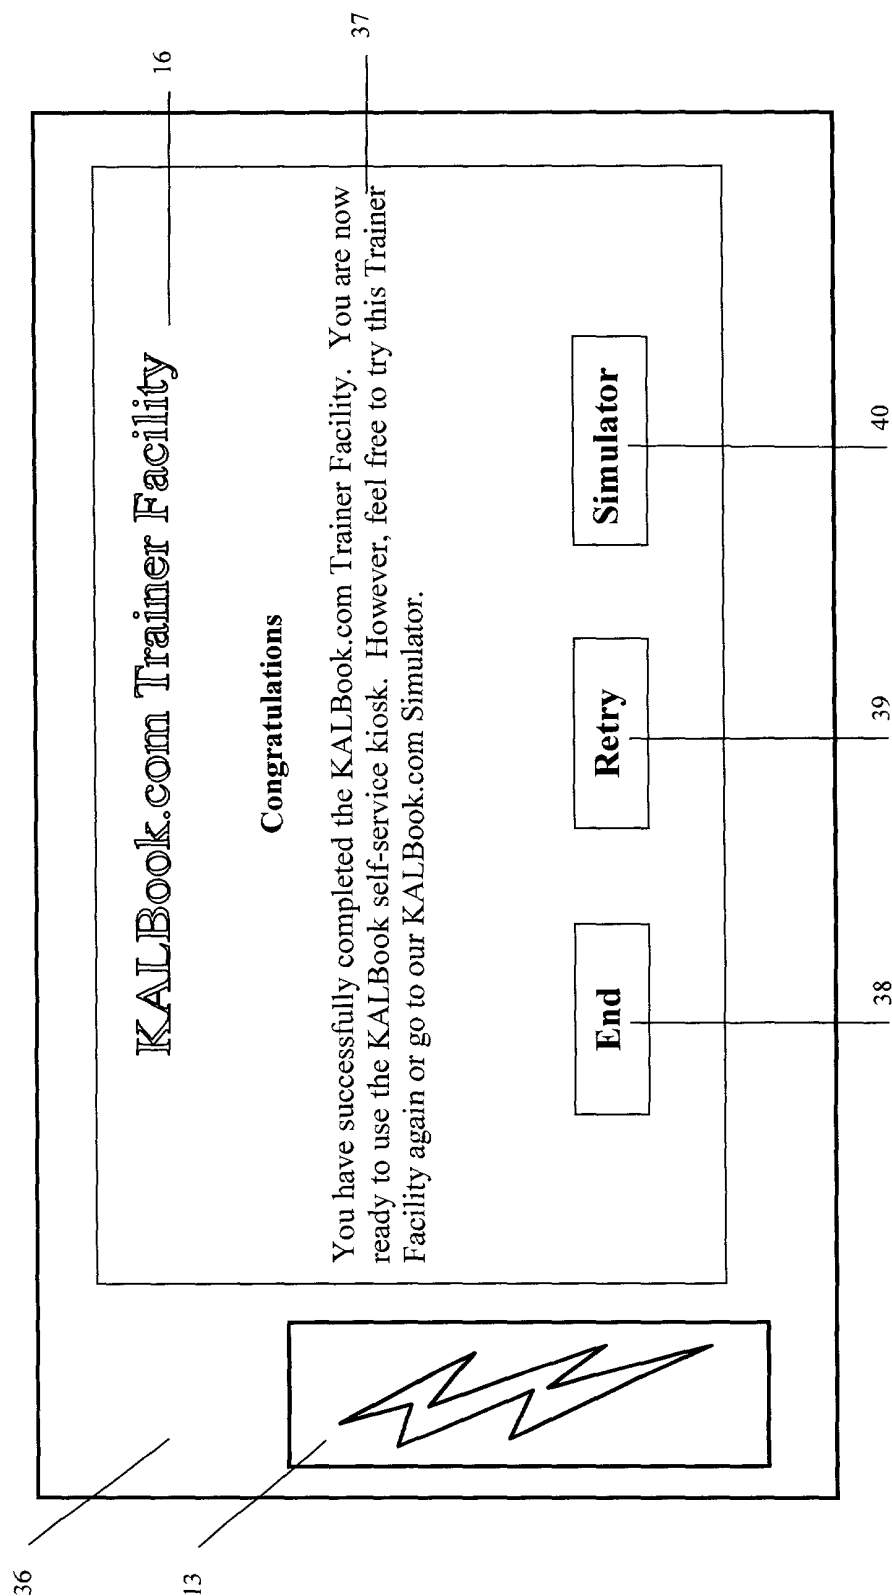 KALBook.com Trainer Facility
16
Congratulations
37
You have successfully completed the KALBook.com Trainer Facility. You are now
ready to use the KALBook self-service kiosk. However, feel free to try this Trainer
Facility again or go to our KALBook.com Simulator.
End
Retry
Simulator
36
13
38
39
40